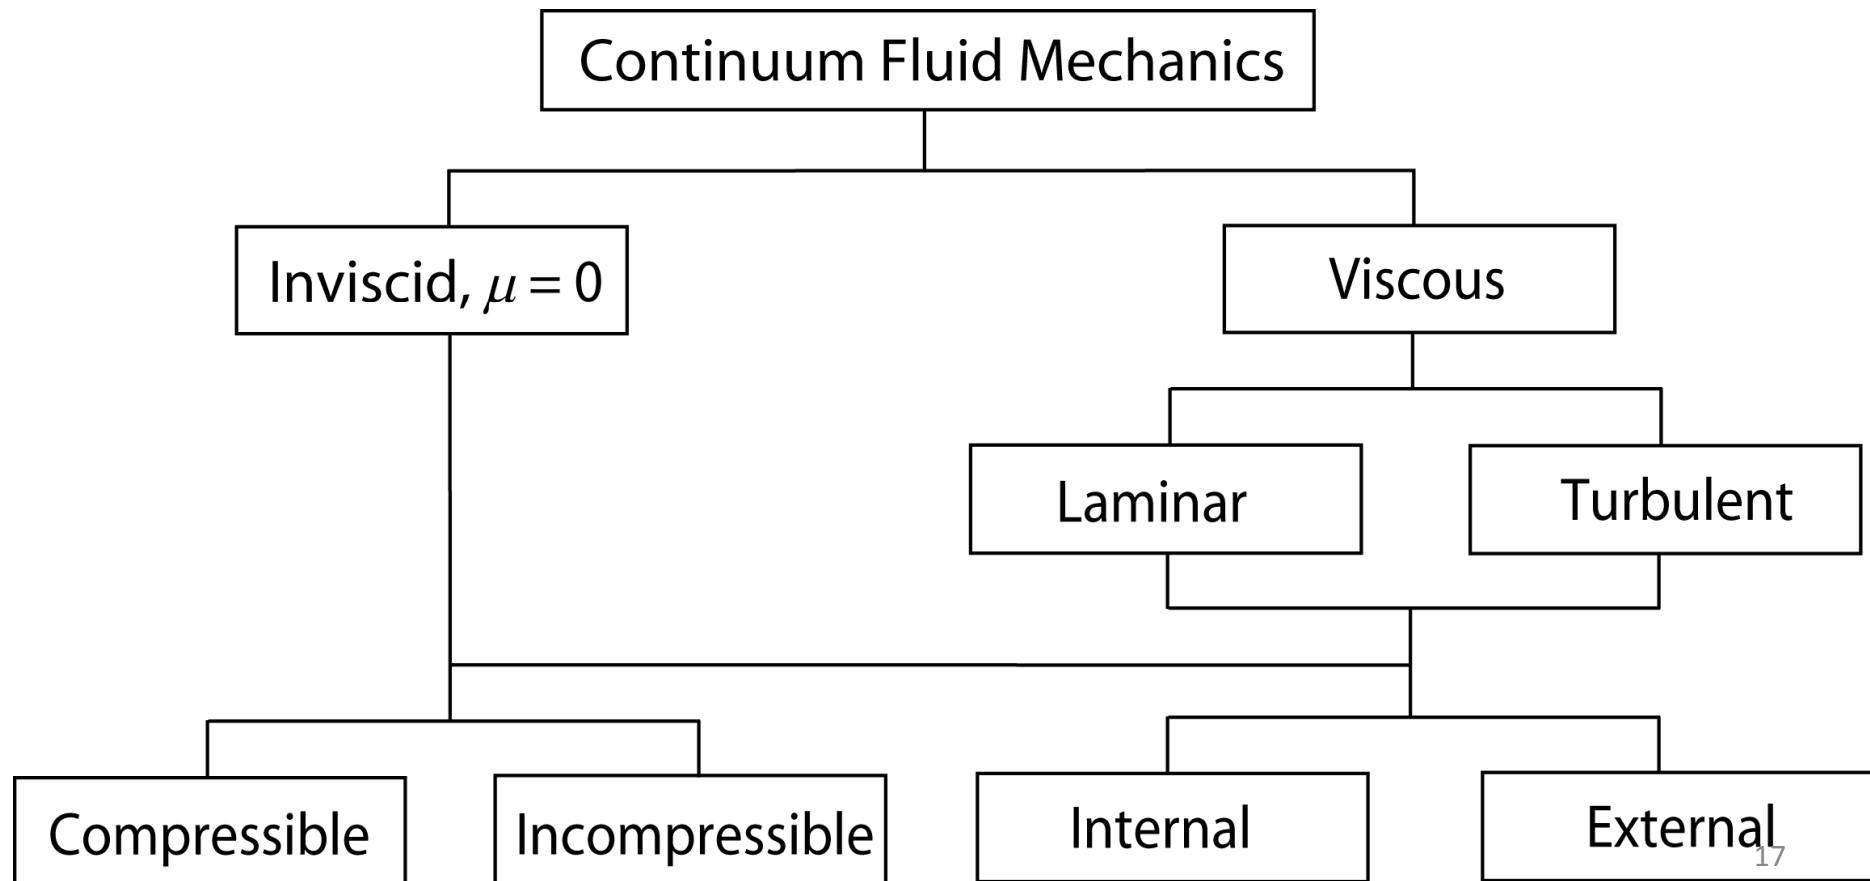 Continuum Fluid Mechanics
Inviscid, μ = 0
Viscous
Laminar
Turbulent
Compressible
Incompressible
Internal
External
17